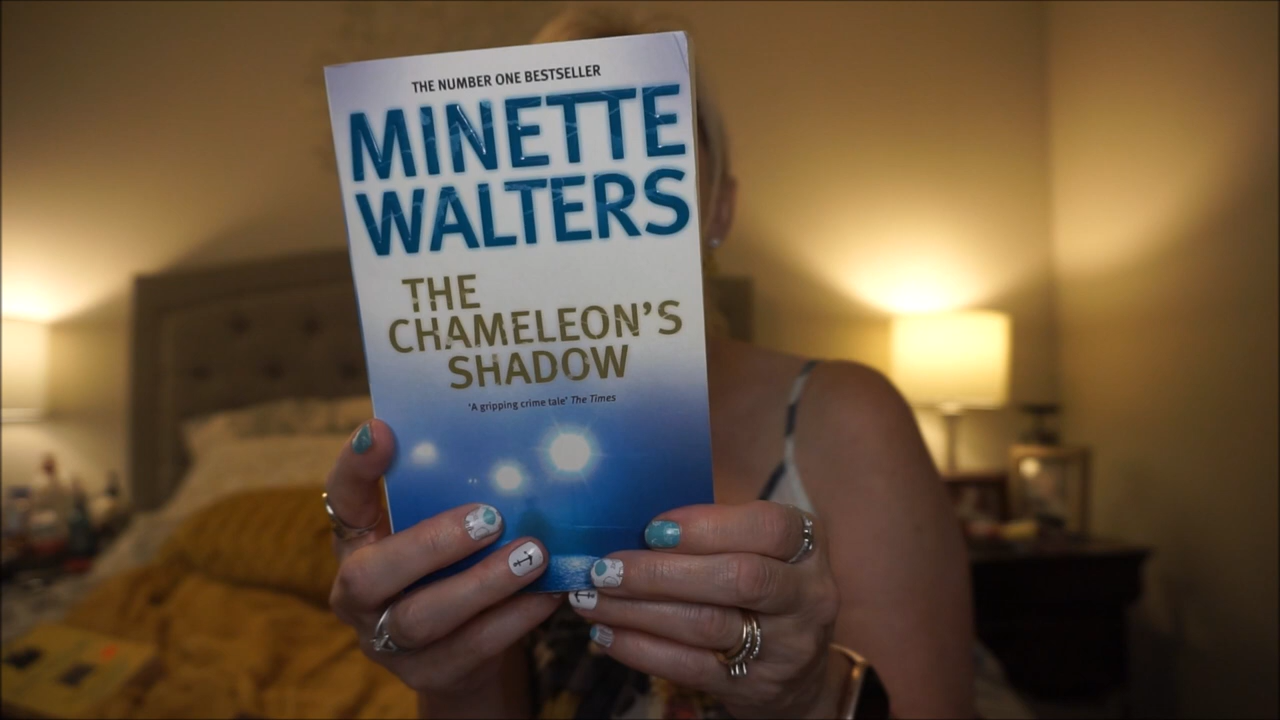 THE NUMBER ONE BESTSELLER
MINETTE
WALTERS
THE
CHAMELEON'S
SHADOW
'A gripping crime tale' The Times